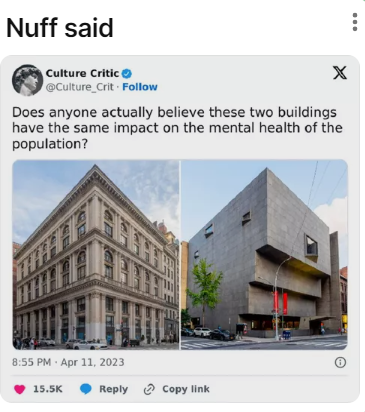 Nuff said
Culture Critic
@Culture_Crit · Follow
Does anyone actually believe these two buildings
have the same impact on the mental health of the
population?
8:55 PM · Apr 11, 2023
15.5K Reply Copy link